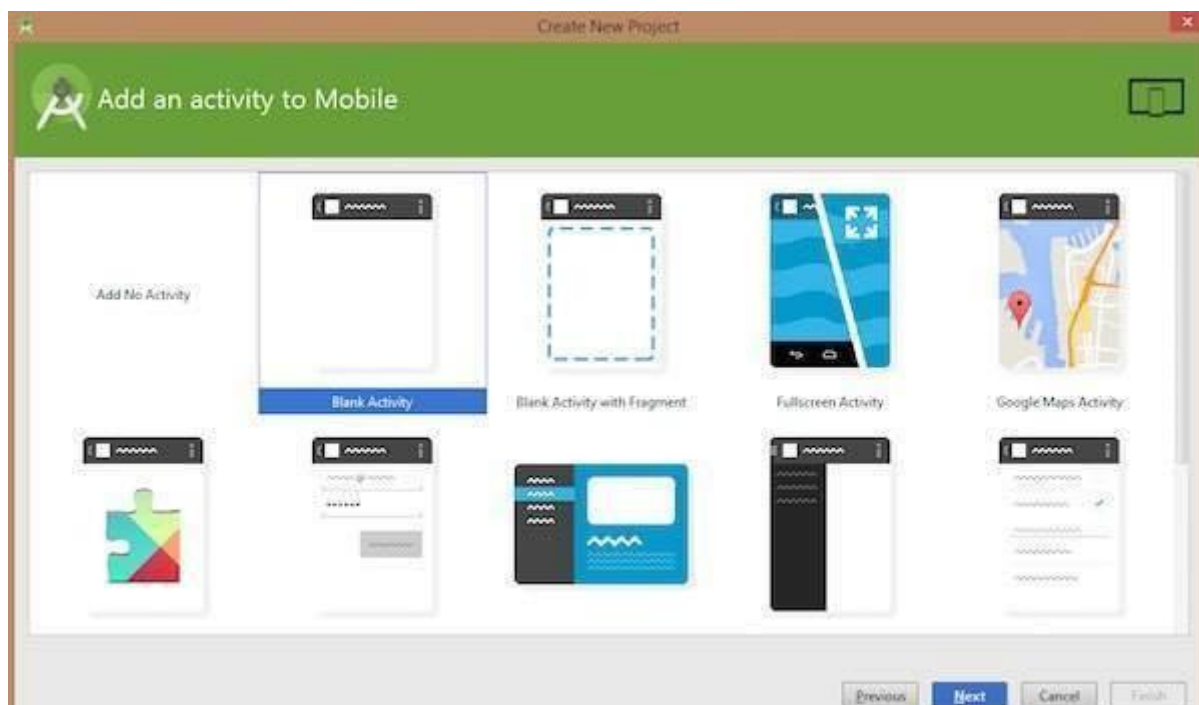 Create New Project
Add an activity to Mobile
Add No Activity
Blank Activity
Blank Activity with Fragment
Fullscreen Activity
Google Maps Activity
Previous
Next
Cancel
Finish